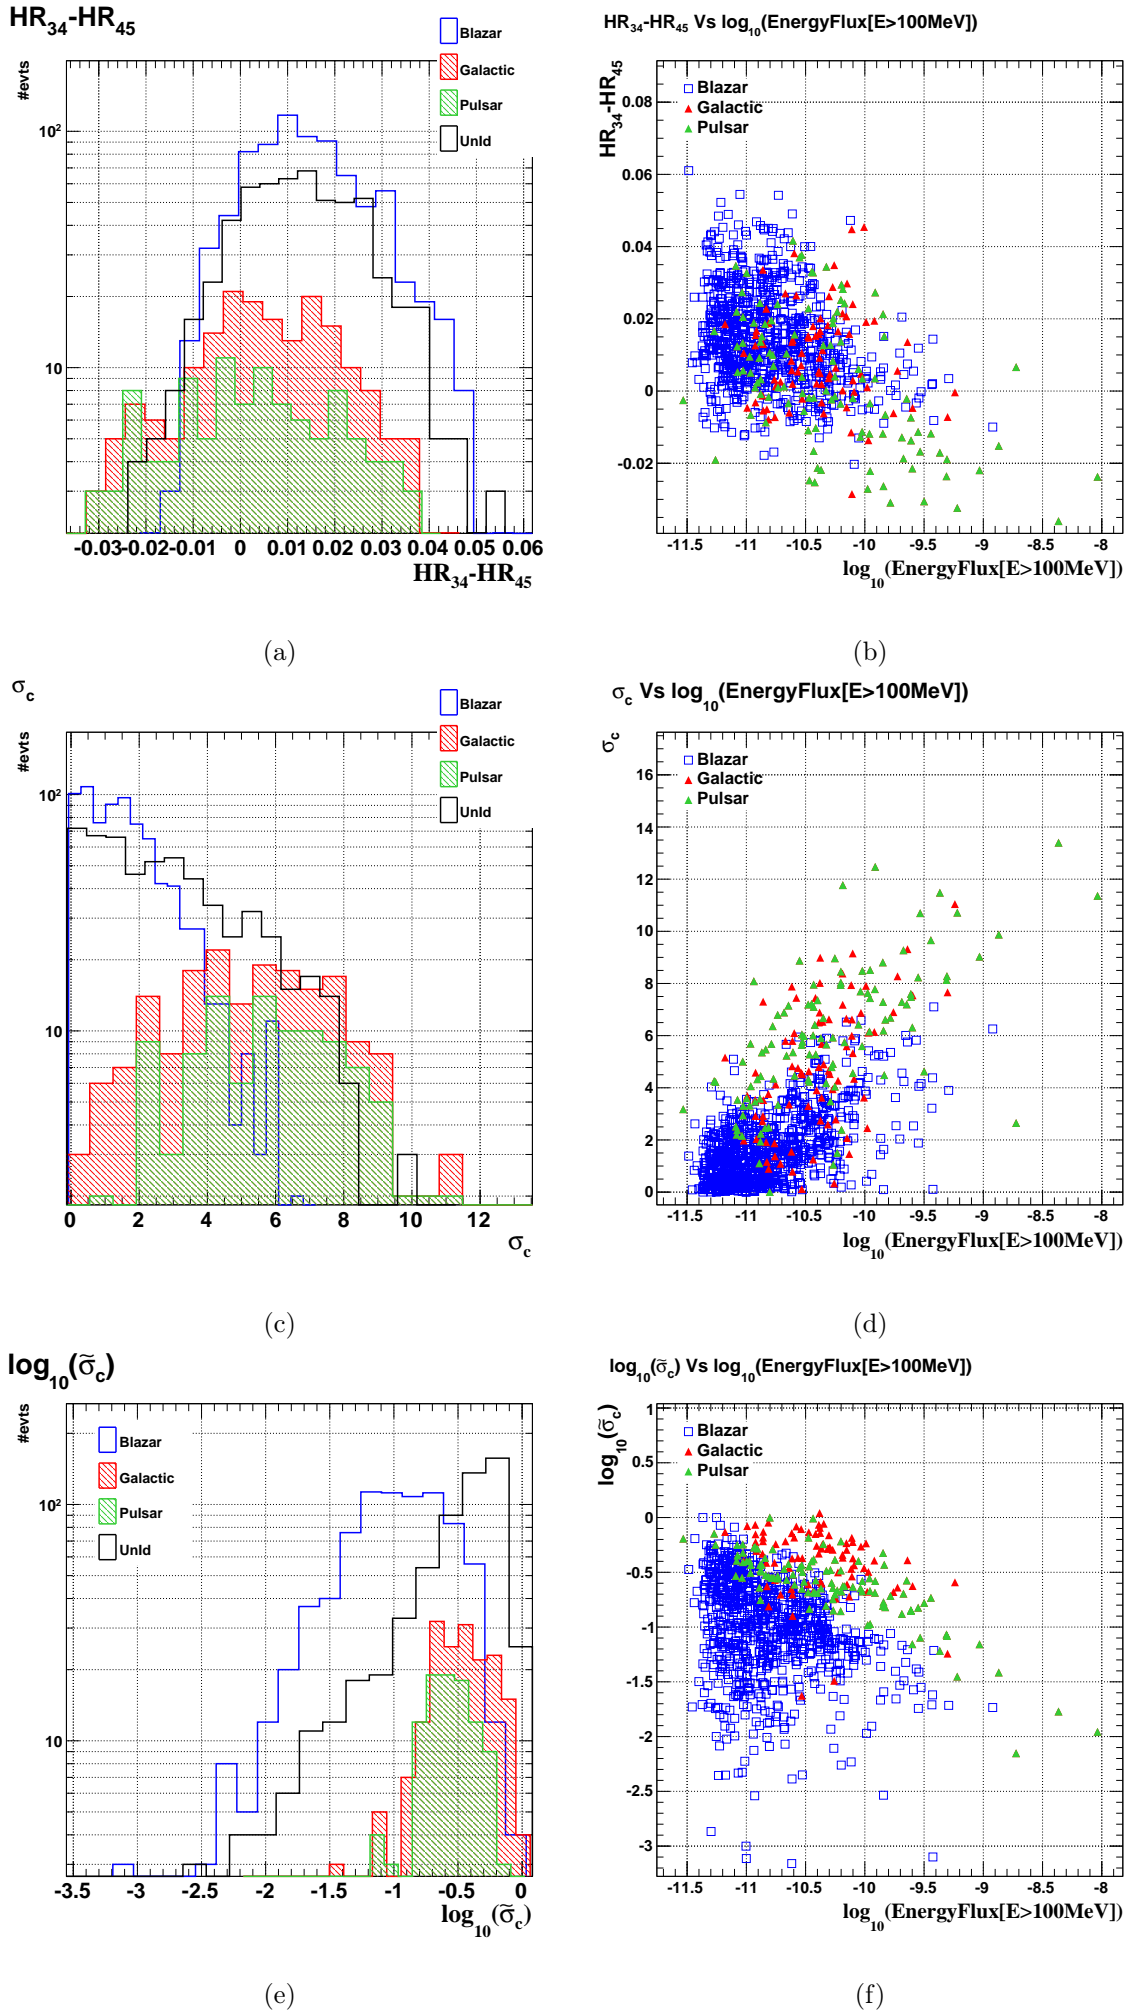 HR34-HR45
#evts
Blazar
Galactic
Pulsar
UnId
10^2
10
-0.03 -0.02 -0.01 0 0.01 0.02 0.03 0.04 0.05 0.06
HR34-HR45
(a)
HR34-HR45 Vs log10(EnergyFlux[E>100MeV])
HR34-HR45
Blazar
Galactic
Pulsar
0.08
0.06
0.04
0.02
0
-0.02
-11.5 -11 -10.5 -10 -9.5 -9 -8.5 -8
log10(EnergyFlux[E>100MeV])
(b)
σc
#evts
Blazar
Galactic
Pulsar
UnId
10^2
10
0 2 4 6 8 10 12
σc
(c)
σc Vs log10(EnergyFlux[E>100MeV])
σc
Blazar
Galactic
Pulsar
16
14
12
10
8
6
4
2
0
-11.5 -11 -10.5 -10 -9.5 -9 -8.5 -8
log10(EnergyFlux[E>100MeV])
(d)
log10(σ̃c)
#evts
Blazar
Galactic
Pulsar
UnId
10^2
10
-3.5 -3 -2.5 -2 -1.5 -1 -0.5 0
log10(σ̃c)
(e)
log10(σ̃c) Vs log10(EnergyFlux[E>100MeV])
log10(σ̃c)
Blazar
Galactic
Pulsar
1
0.5
0
-0.5
-1
-1.5
-2
-2.5
-3
-11.5 -11 -10.5 -10 -9.5 -9 -8.5 -8
log10(EnergyFlux[E>100MeV])
(f)